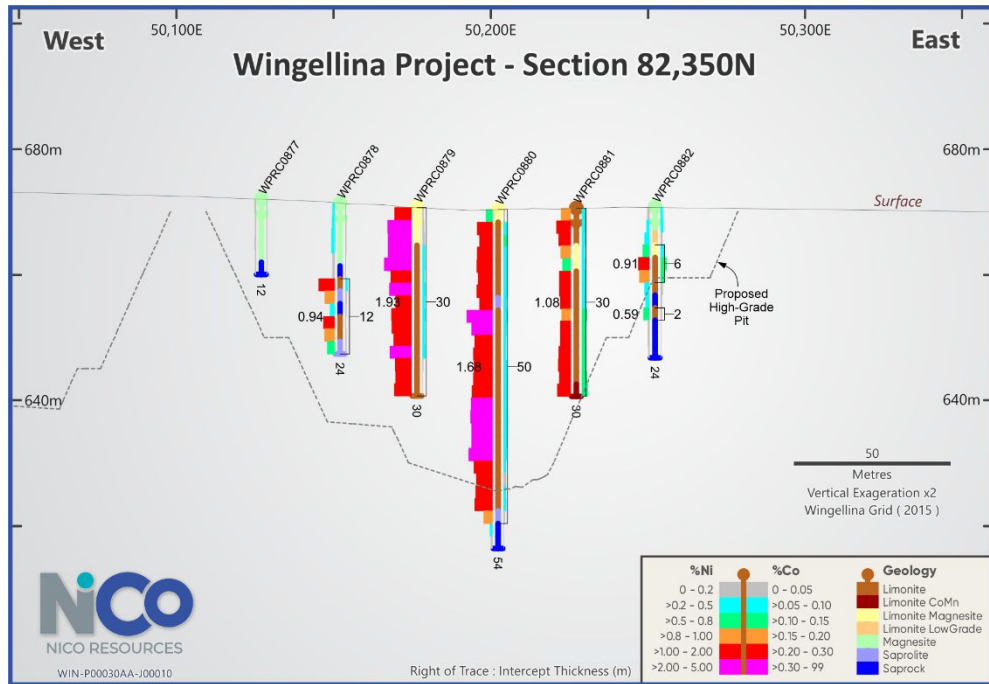 West
50,100E
50,200E
50,300E
East
Wingellina Project - Section 82,350N
680m
680m
WPRC0877
WPRC0878
WPRC0879
WPRC0880
WPRC0881
WPRC0882
Surface
0.91
6
12
0.94
12
1.93
30
1.08
30
0.59
2
Proposed
High-Grade
Pit
24
1.68
50
24
640m
30
30
640m
50
Metres
Vertical Exageration x2
Wingellina Grid ( 2015 )
54
%Ni
%Co
Geology
0 - 0.2
0 - 0.05
Limonite
>0.2 - 0.5
>0.05 - 0.10
Limonite CoMn
>0.5 - 0.8
>0.10 - 0.15
Limonite Magnesite
>0.8 - 1.00
>0.15 - 0.20
Limonite LowGrade
>1.00 - 2.00
>0.20 - 0.30
Magnesite
>2.00 - 5.00
>0.30 - 99
Saprolite
Saprock
NiCo
NICO RESOURCES
WIN-P00030AA-J00010
Right of Trace : Intercept Thickness (m)